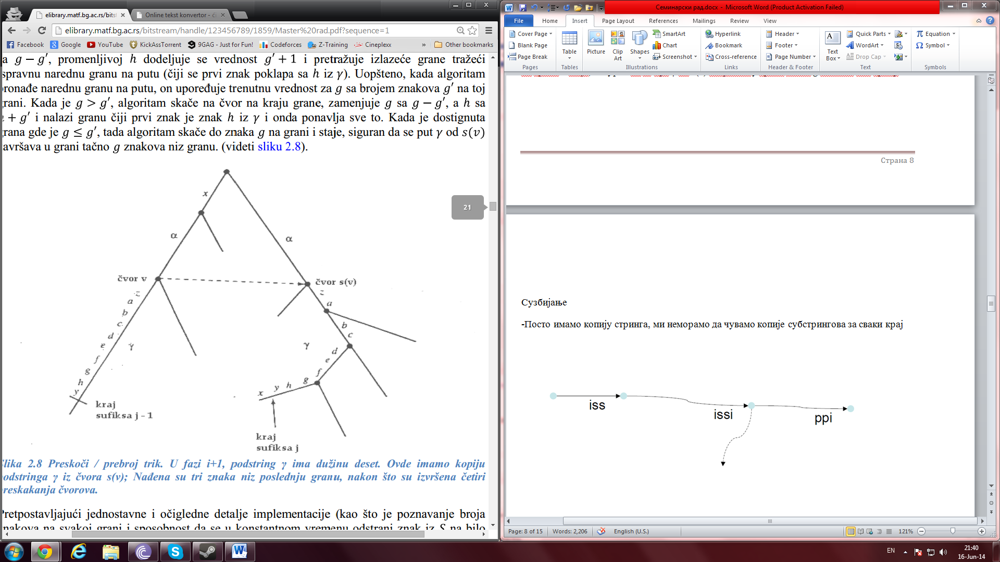 elibrary.matf.bg.ac.rs/bits
Online tekst konvertor - ći
elibrary.matf.bg.ac.rs/bitstream/handle/123456789/1859/Master%20rad.pdf?sequence=1
Facebook
Google
YouTube
KickAssTorrent
9GAG - Just for Fun!
Codeforces
Z-Training
Cineplexx
»
Other bookmarks
a g − g′, promenljivoj h dodeljuje se vrednost g′ + 1 i pretražuje izlazeće grane tražeći
spravnu narednu granu na putu (čiji se prvi znak poklapa sa h iz γ). Uopšteno, kada algoritam
pronađe narednu granu na putu, on upoređuje trenutnu vrednost za g sa brojem znakova g′ na toj
grani. Kada je g > g′, algoritam skače na čvor na kraju grane, zamenjuje g sa g − g′, a h sa
+ g′ i nalazi granu čiji prvi znak je znak h iz γ i onda ponavlja sve to. Kada je dostignuta
grana gde je g ≤ g′, tada algoritam skače do znaka g na grani i staje, siguran da se put γ od s(v)
avršava u grani tačno g znakova niz granu. (videti sliku 2.8).
21
x
α
α
čvor v
čvor s(v)
z
a
b
c
d
e
f
g
h
y
γ
z
a
b
c
γ
d
e
f
g
h
y
x
kraj
sufiksa j - 1
kraj
sufiksa j
Slika 2.8 Preskoči / prebroj trik. U fazi i+1, podstring γ ima dužinu deset. Ovde imamo kopiju
podstringa γ iz čvora s(v); Nađena su tri znaka niz poslednju granu, nakon što su izvršena četiri
preskakanja čvorova.
Pretpostavljajući jednostavne i očigledne detalje implementacije (kao što je poznavanje broja
znakova na svakoj grani i sposobnost da se u konstantnom vremenu odstrani znak iz S na bilo
Семинарски рад.docx - Microsoft Word (Product Activation Failed)
File Home Insert Page Layout References Mailings Review View
Cover Page
Blank Page
Page Break
Pages
Table
Tables
Picture
Clip Art
Shapes
SmartArt
Chart
Screenshot
Illustrations
Hyperlink
Bookmark
Cross-reference
Links
Header
Footer
Page Number
Header & Footer
Text Box
Quick Parts
WordArt
Drop Cap
Text
Equation
Symbol
Symbols
Страна 8
Сузбијање
-Посто имамо копију стринга, ми неморамо да чувамо копије субстрингова за сваки крај
iss
issi
ppi
Page: 8 of 15 Words: 2,206 English (U.S.) 121%
EN
21:40
16-Jun-14